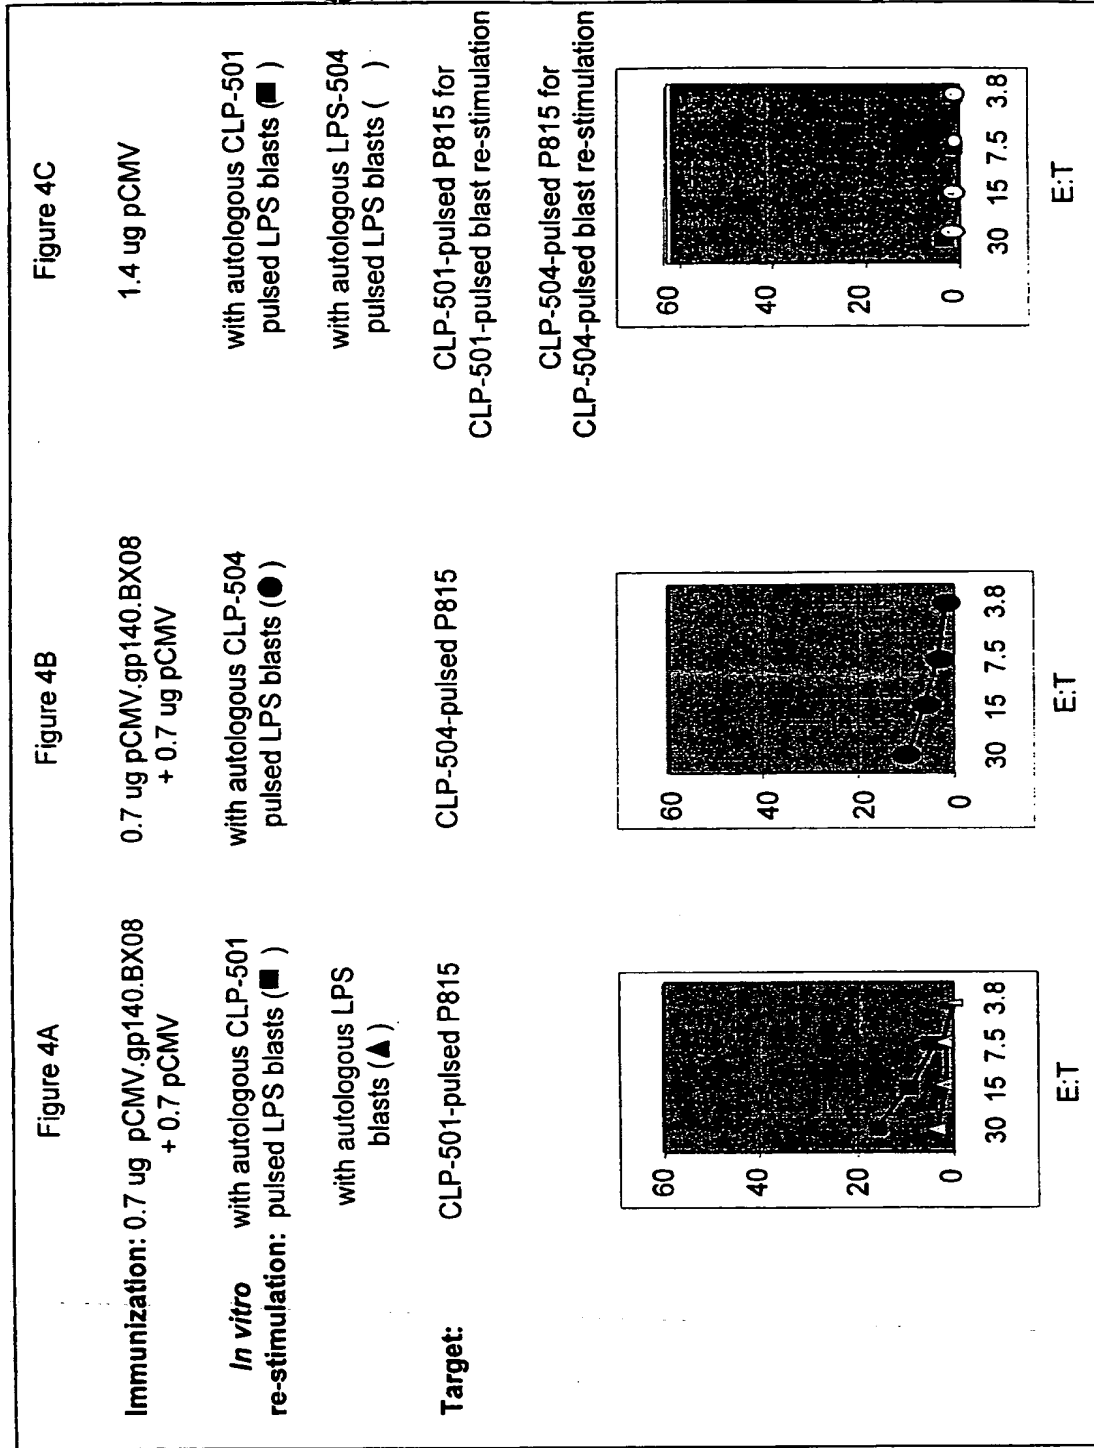 Figure 4A
Immunization: 0.7 ug pCMV.gp140.BX08
+ 0.7 pCMV
In vitro with autologous CLP-501
re-stimulation: pulsed LPS blasts (■ )
with autologous LPS
blasts (▲ )
Target: CLP-501-pulsed P815
60
40
20
0
30 15 7.5 3.8
E:T
Figure 4B
0.7 ug pCMV.gp140.BX08
+ 0.7 ug pCMV
with autologous CLP-504
pulsed LPS blasts (● )
CLP-504-pulsed P815
60
40
20
0
30 15 7.5 3.8
E:T
Figure 4C
1.4 ug pCMV
with autologous CLP-501
pulsed LPS blasts (■ )
with autologous LPS-504
pulsed LPS blasts ( )
CLP-501-pulsed P815 for
CLP-501-pulsed blast re-stimulation
CLP-504-pulsed P815 for
CLP-504-pulsed blast re-stimulation
60
40
20
0
30 15 7.5 3.8
E:T